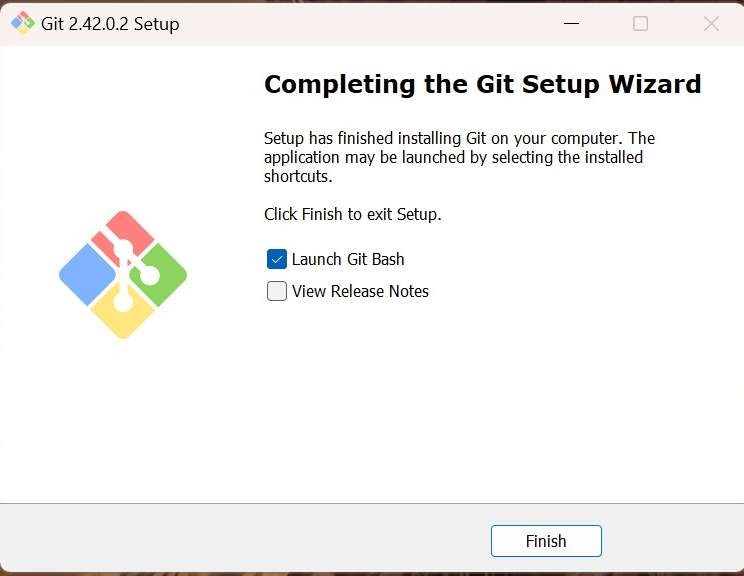 Git 2.42.0.2 Setup
Completing the Git Setup Wizard
Setup has finished installing Git on your computer. The
application may be launched by selecting the installed
shortcuts.
Click Finish to exit Setup.
Launch Git Bash
View Release Notes
Finish